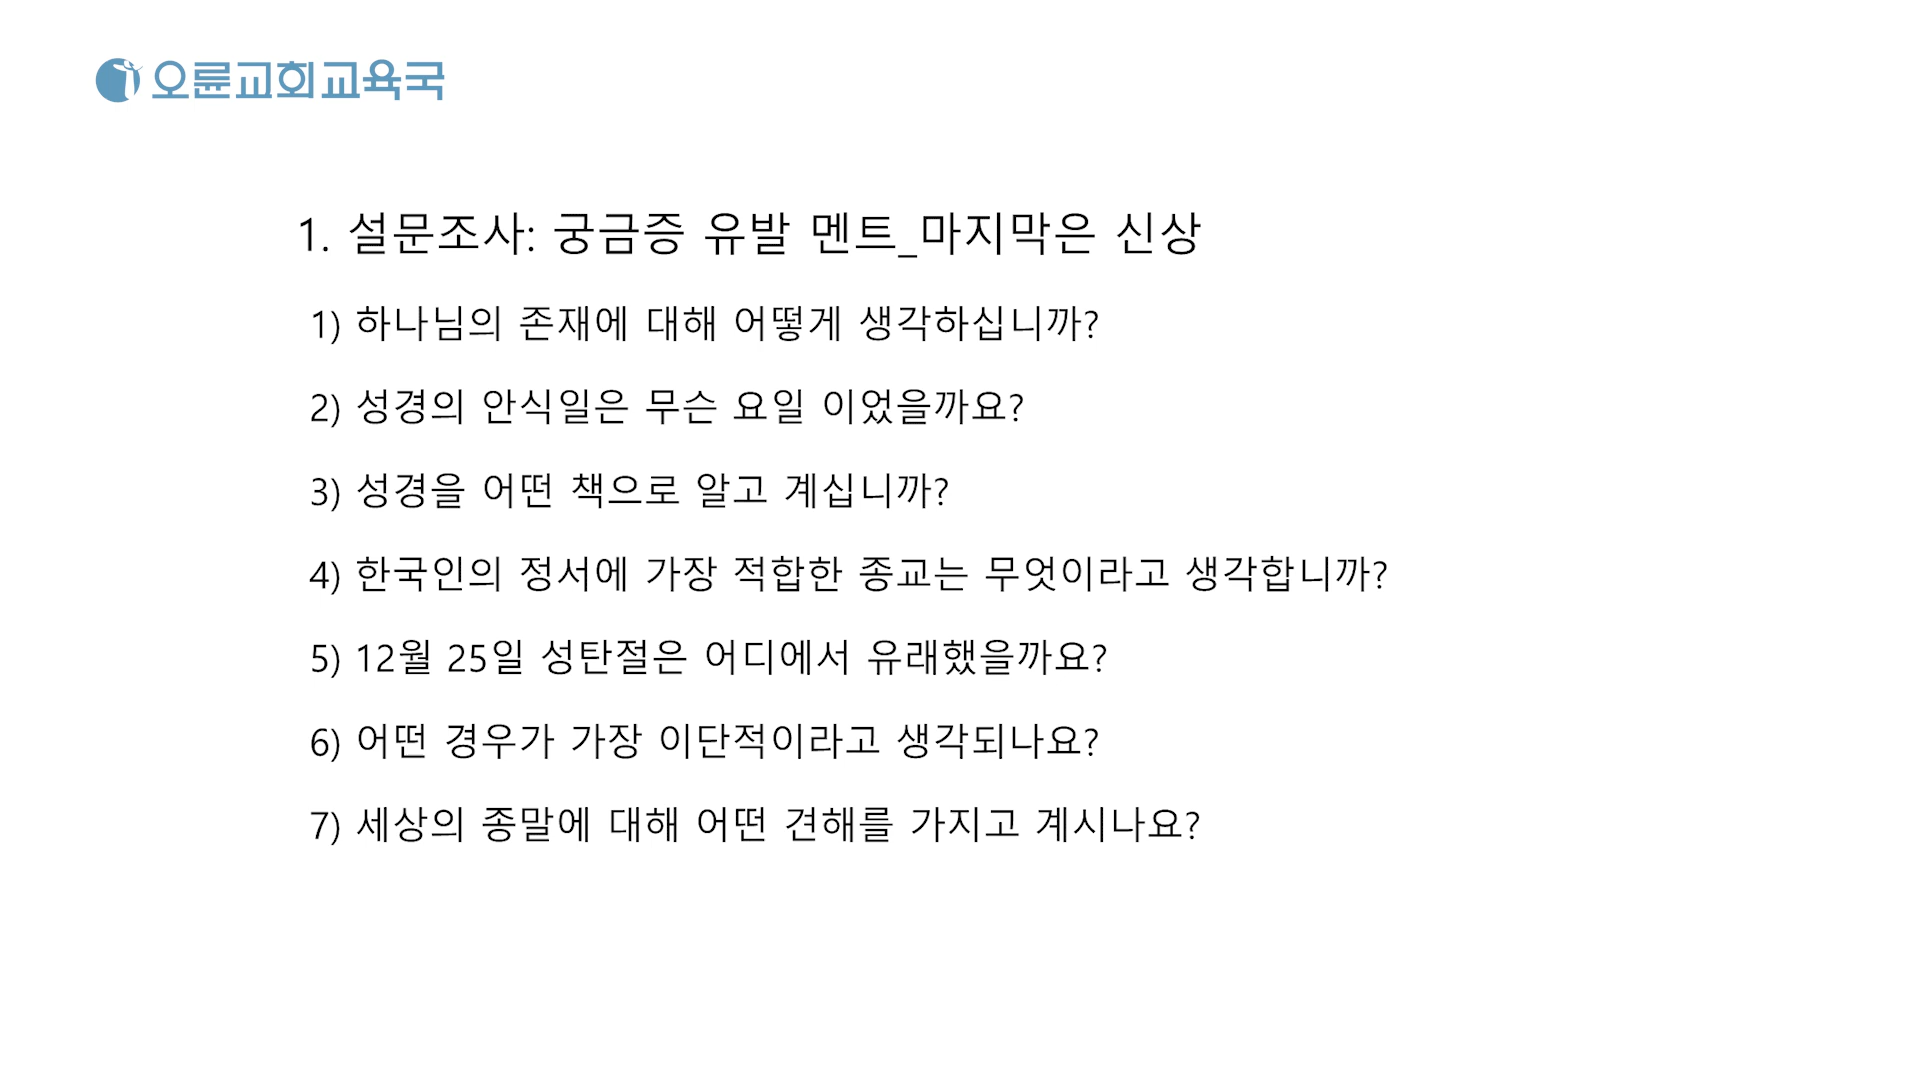 오륜교회교육국
1. 설문조사: 궁금증 유발 멘트_마지막은 신상
1) 하나님의 존재에 대해 어떻게 생각하십니까?
2) 성경의 안식일은 무슨 요일 이었을까요?
3) 성경을 어떤 책으로 알고 계십니까?
4) 한국인의 정서에 가장 적합한 종교는 무엇이라고 생각합니까?
5) 12월 25일 성탄절은 어디에서 유래했을까요?
6) 어떤 경우가 가장 이단적이라고 생각되나요?
7) 세상의 종말에 대해 어떤 견해를 가지고 계시나요?